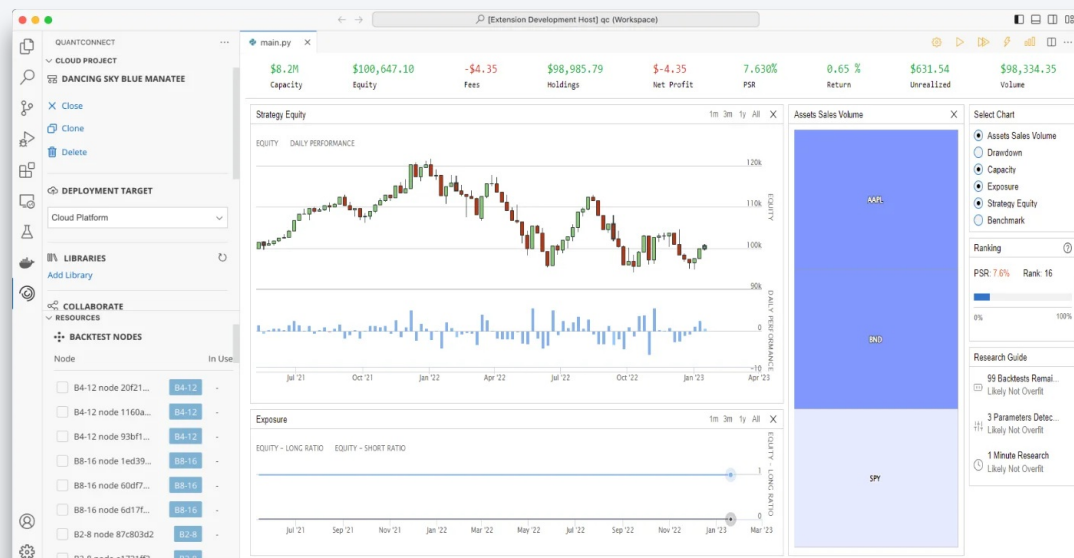 [Extension Development Host] qc (Workspace)
QUANTCONNECT
CLOUD PROJECT
DANCING SKY BLUE MANATEE
Close
Clone
Delete
DEPLOYMENT TARGET
Cloud Platform
LIBRARIES
Add Library
COLLABORATE
RESOURCES
BACKTEST NODES
Node In Use
B4-12 node 20f21... B4-12 -
B4-12 node 1160a... B4-12 -
B4-12 node 93bf1... B4-12 -
B8-16 node 1ed39... B8-16 -
B8-16 node 60df7... B8-16 -
B8-16 node 6d17f... B8-16 -
B2-8 node 87c803d2 B2-8 -
main.py
$8.2M $100,647.10 -$4.35 $98,985.79 $-4.35 7.630% 0.65 % $631.54 $98,334.35
Capacity Equity Fees Holdings Net Profit PSR Return Unrealized Volume
Strategy Equity 1m 3m 1y All X
EQUITY DAILY PERFORMANCE
120k
110k
100k
90k
EQUITY
0
-10
DAILY PERFORMANCE
Jul '21 Oct '21 Jan '22 Apr '22 Jul '22 Oct '22 Jan '23 Apr '23
Exposure 1m 3m 1y All X
EQUITY - LONG RATIO EQUITY - SHORT RATIO
1
0
EQUITY - LONG RATIO
Jul '21 Sep '21 Nov '21 Jan '22 Mar '22 May '22 Jul '22 Sep '22 Nov '22 Jan '23 Mar '23
Assets Sales Volume X
AAPL
BND
SPY
Select Chart
Assets Sales Volume
Drawdown
Capacity
Exposure
Strategy Equity
Benchmark
Ranking
PSR: 7.6% Rank: 16
0% 100%
Research Guide
99 Backtests Remai...
Likely Not Overfit
3 Parameters Detec...
Likely Not Overfit
1 Minute Research
Likely Not Overfit